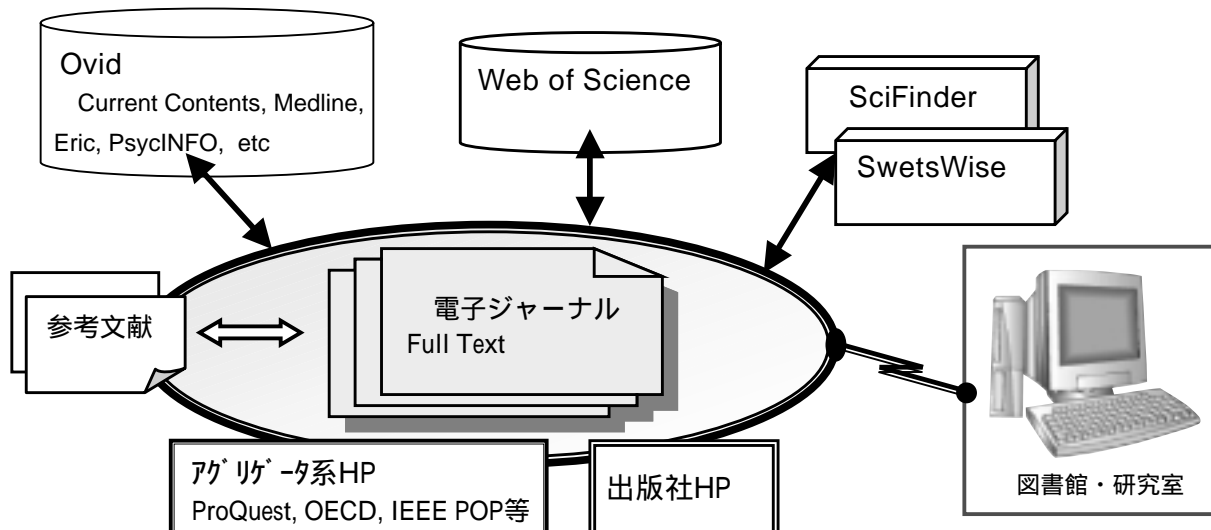 Ovid
Current Contents, Medline,
Eric, PsycINFO, etc
Web of Science
SciFinder
SwetsWise
参考文献
電子ジャーナル
Full Text
ｱｸﾞﾘｹﾞｰﾀ系HP
ProQuest, OECD, IEEE POP等
出版社HP
図書館・研究室